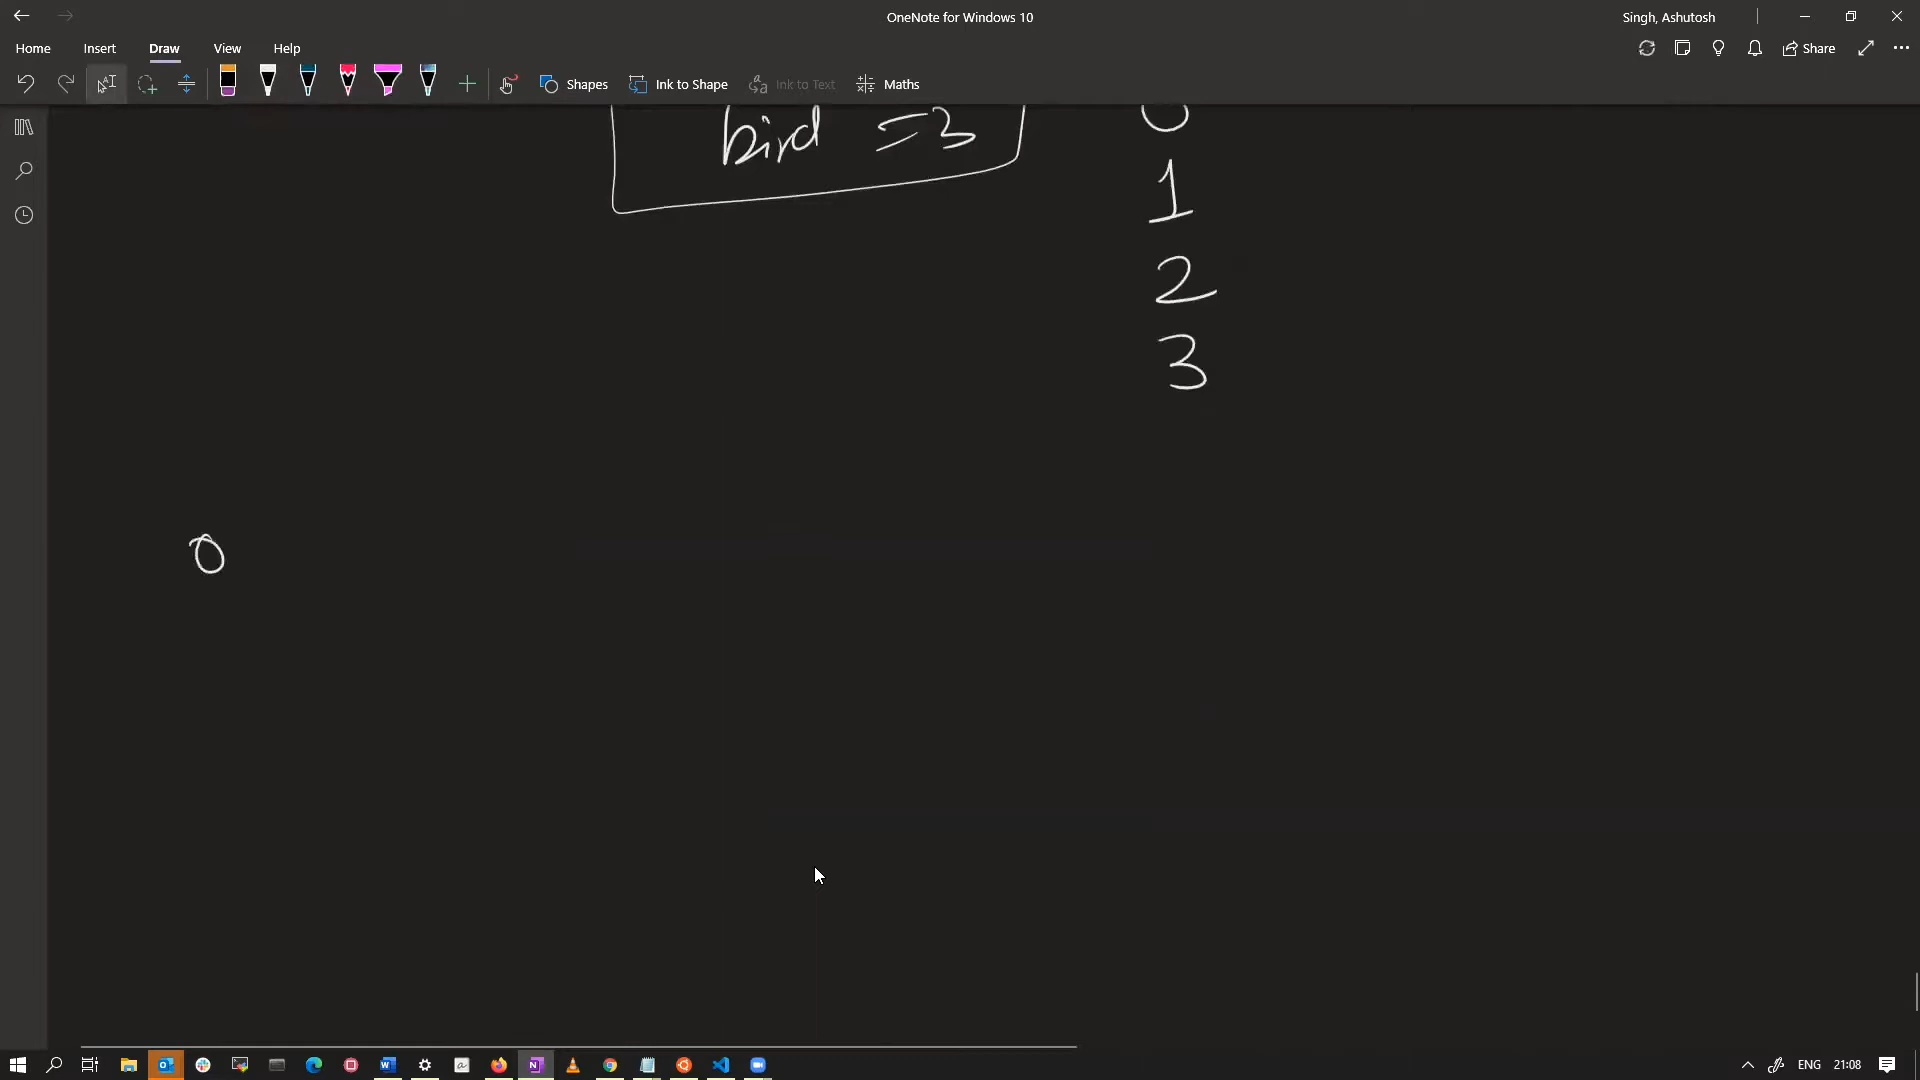 OneNote for Windows 10
Singh, Ashutosh
Home Insert Draw View Help
Share
Shapes Ink to Shape Ink to Text Maths
bird =3
0
1
2
3
0
ENG 21:08